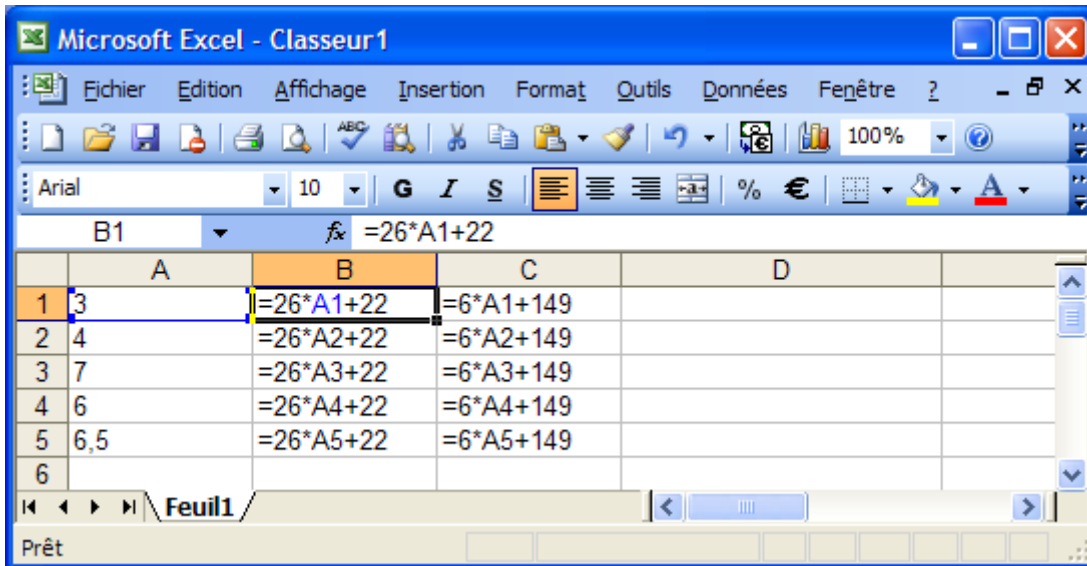 Microsoft Excel - Classeur1
Fichier Edition Affichage Insertion Format Outils Données Fenêtre ?
ABC 100%
Arial 10 G I S a % € A
B1 fx =26*A1+22
A B C D
1 3 =26*A1+22 =6*A1+149
2 4 =26*A2+22 =6*A2+149
3 7 =26*A3+22 =6*A3+149
4 6 =26*A4+22 =6*A4+149
5 6,5 =26*A5+22 =6*A5+149
6
Feuil1
Prêt